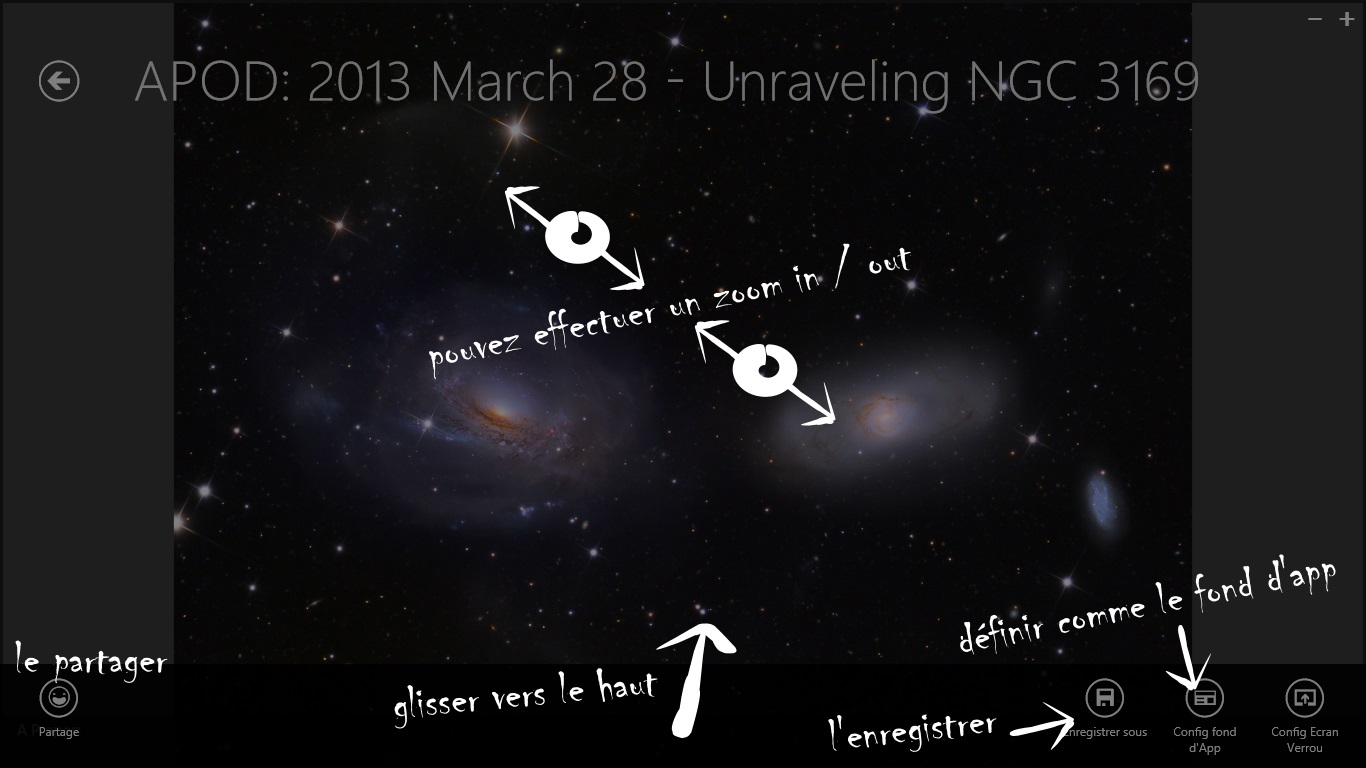 APOD: 2013 March 28 - Unraveling NGC 3169
pouvez effectuer un zoom in / out
définir comme le fond d'app
le partager
glisser vers le haut
l'enregistrer
Partage
Enregistrer sous
Config fond
d'App
Config Ecran
Verrou